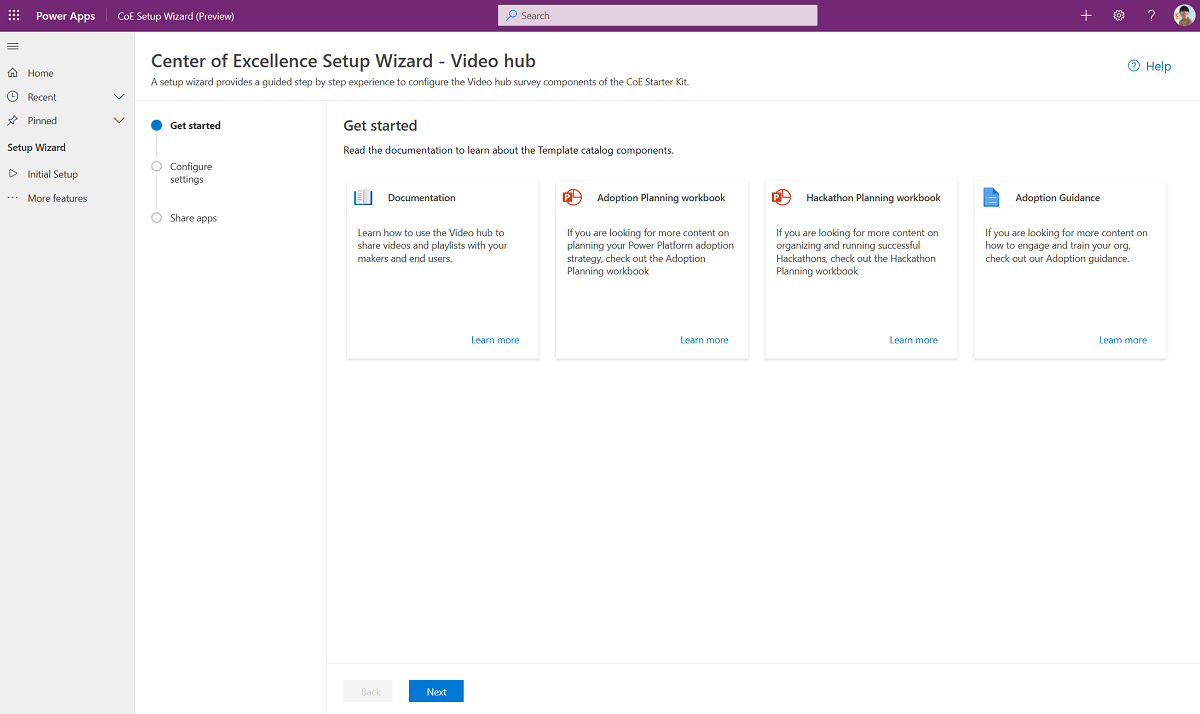 Power Apps
CoE Setup Wizard (Preview)
Search
Home
Recent
Pinned
Setup Wizard
Initial Setup
More features
Center of Excellence Setup Wizard - Video hub
A setup wizard provides a guided step by step experience to configure the Video hub survey components of the CoE Starter Kit.
Help
Get started
Configure
settings
Share apps
Get started
Read the documentation to learn about the Template catalog components.
Documentation
Learn how to use the Video hub to
share videos and playlists with your
makers and end users.
Learn more
Adoption Planning workbook
If you are looking for more content on
planning your Power Platform adoption
strategy, check out the Adoption
Planning workbook
Learn more
Hackathon Planning workbook
If you are looking for more content on
organizing and running successful
Hackathons, check out the Hackathon
Planning workbook
Learn more
Adoption Guidance
If you are looking for more content on
how to engage and train your org,
check out our Adoption guidance.
Learn more
Back
Next